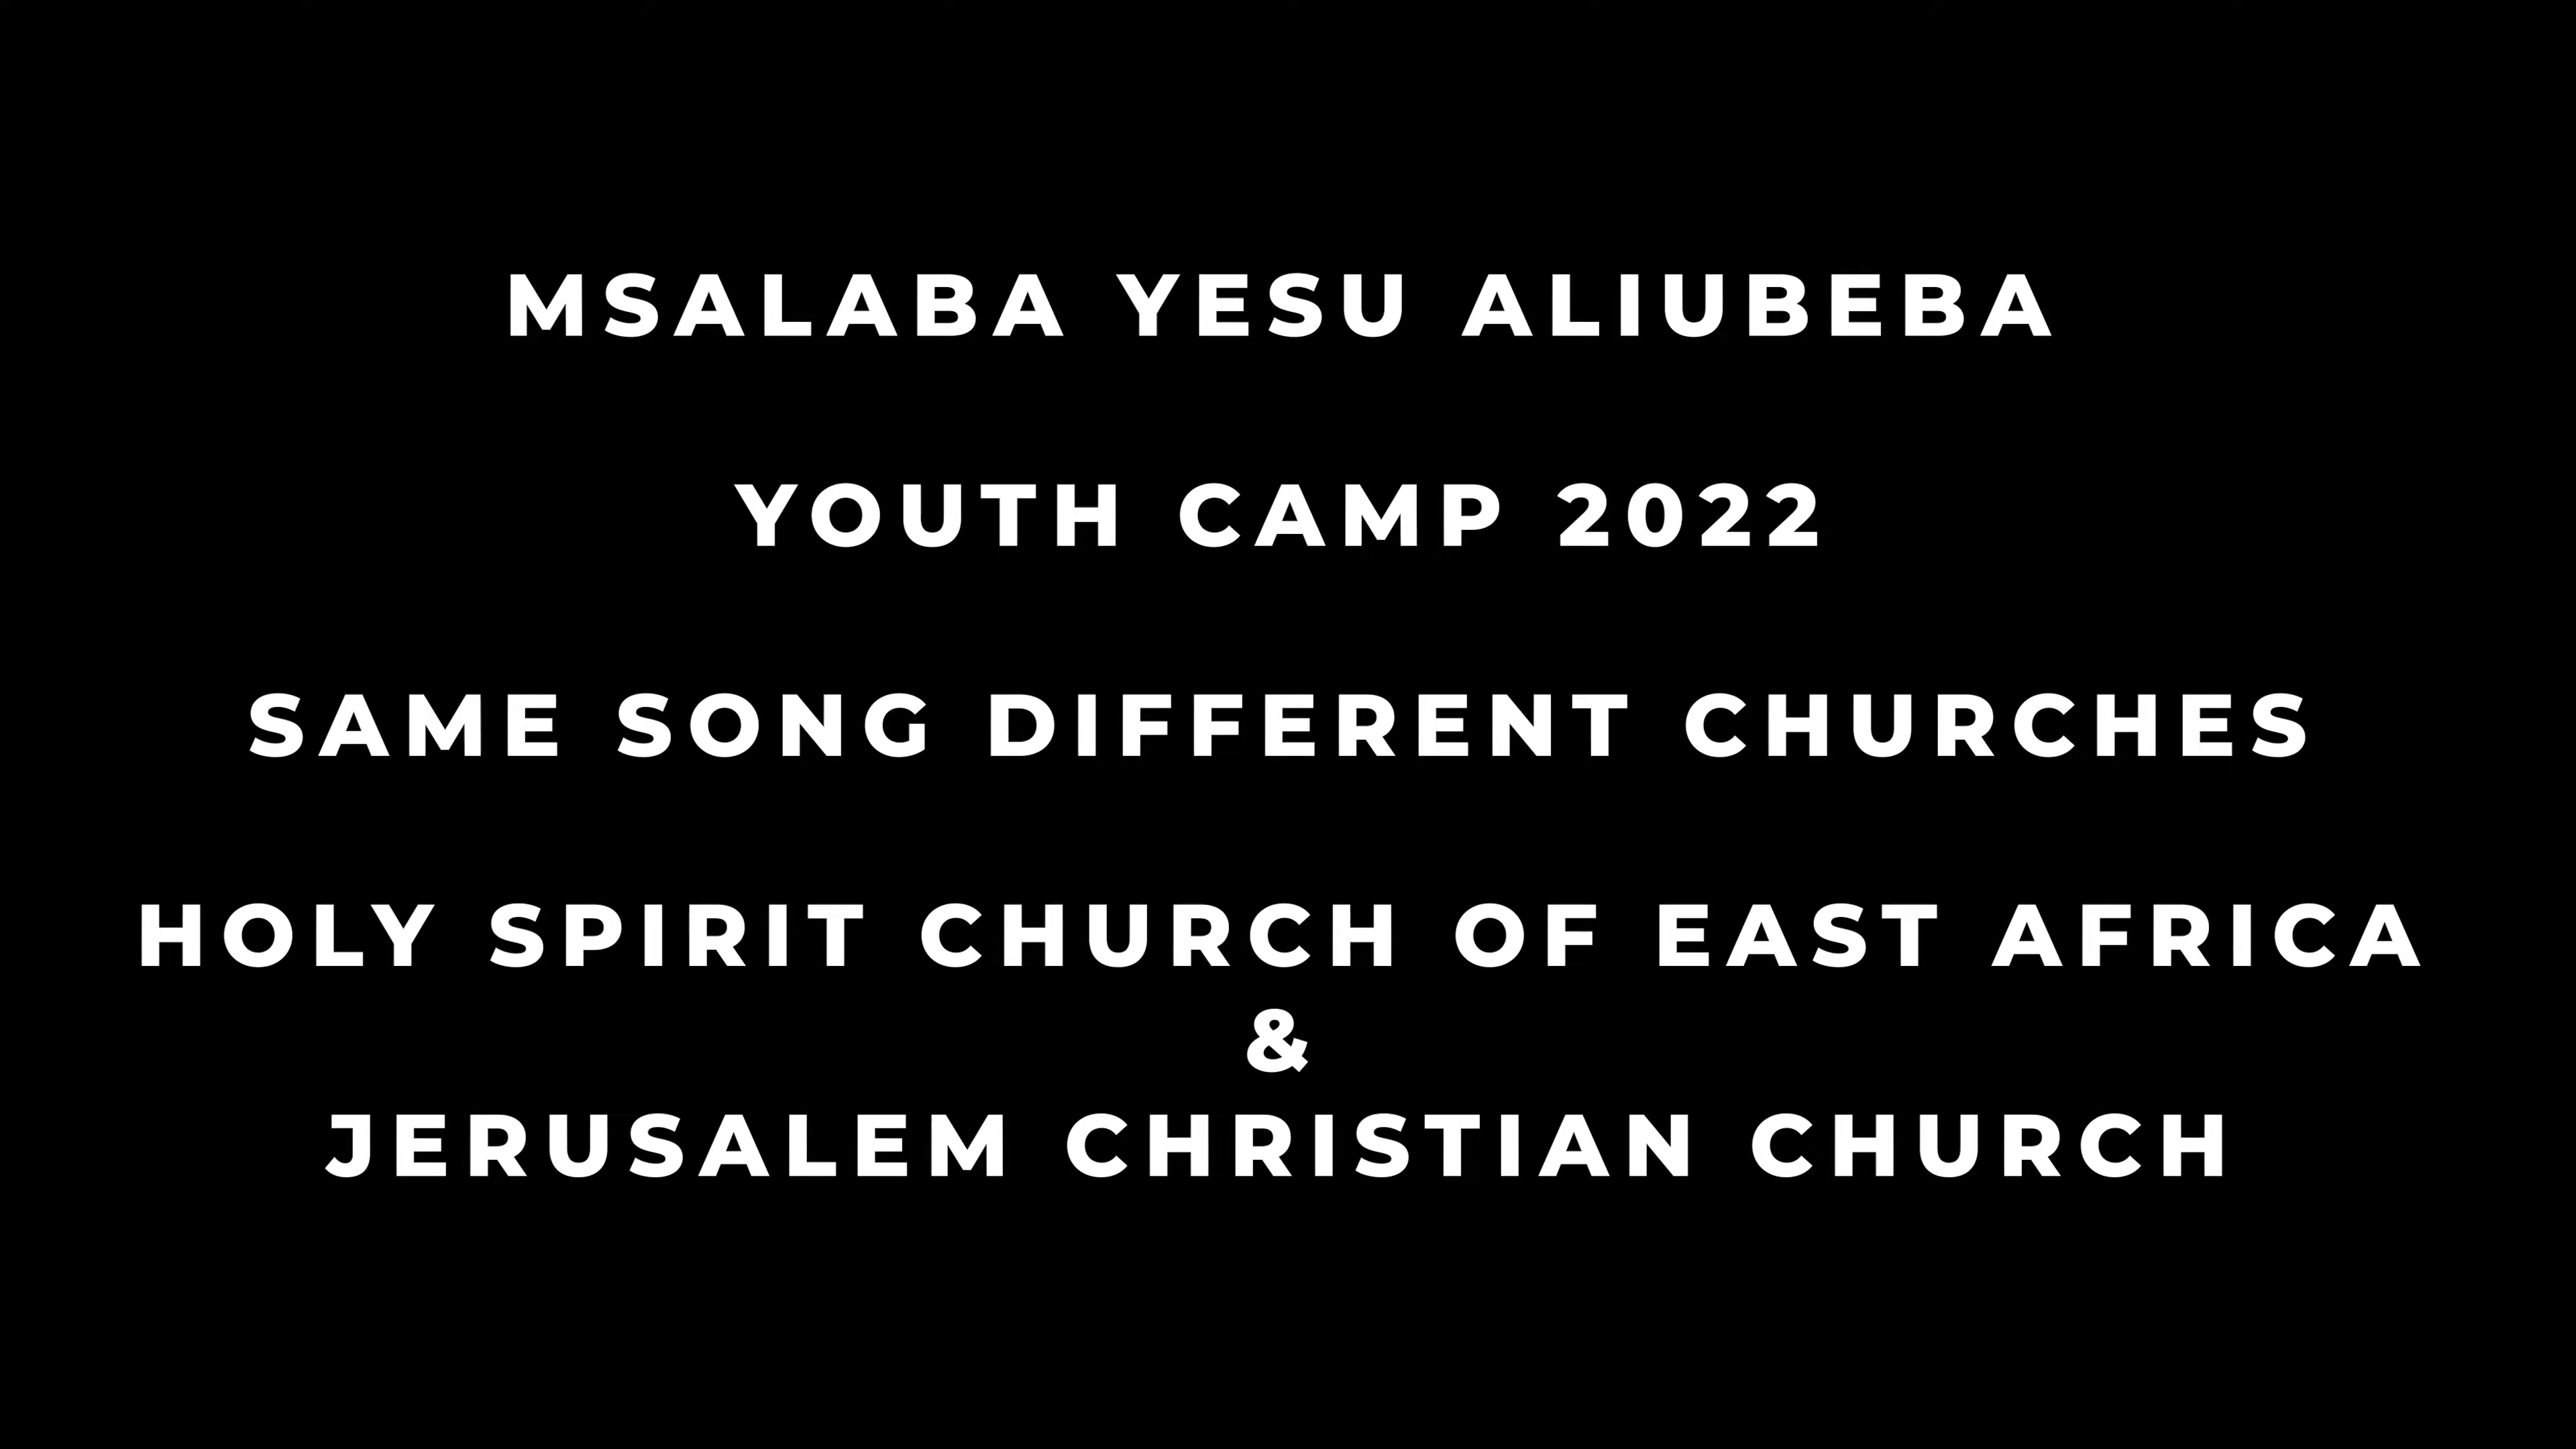 MSALABA YESU ALIUBEBA
YOUTH CAMP 2022
SAME SONG DIFFERENT CHURCHES
HOLY SPIRIT CHURCH OF EAST AFRICA
&
JERUSALEM CHRISTIAN CHURCH